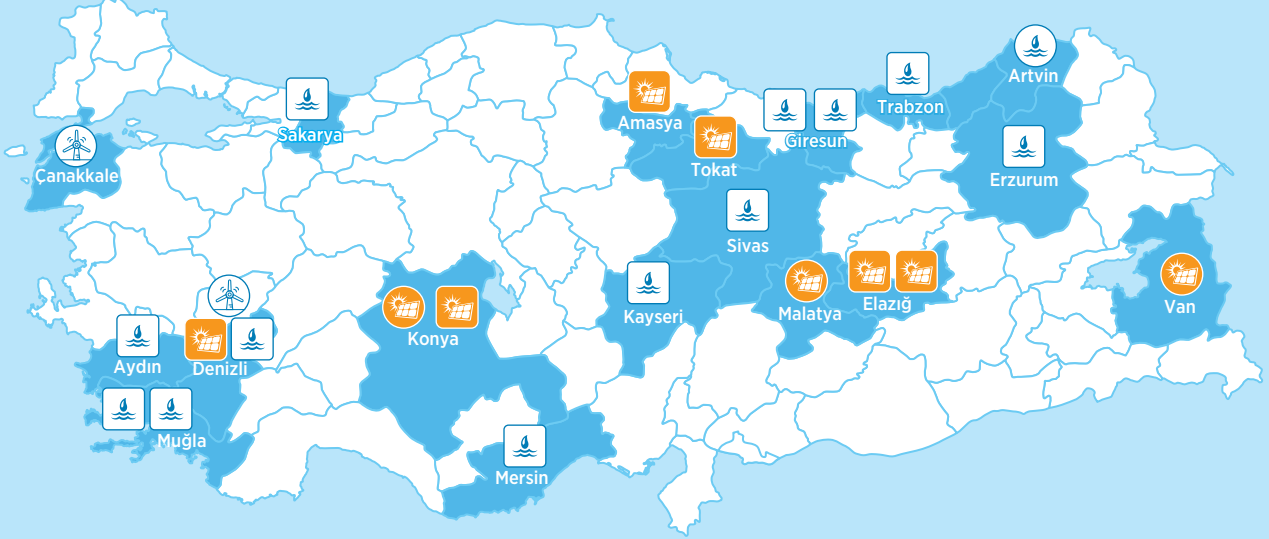 Artvin
Trabzon
Amasya
Sakarya
Giresun
Çanakkale
Tokat
Erzurum
Sivas
Elazığ
Van
Malatya
Kayseri
Konya
Aydın
Denizli
Muğla
Mersin